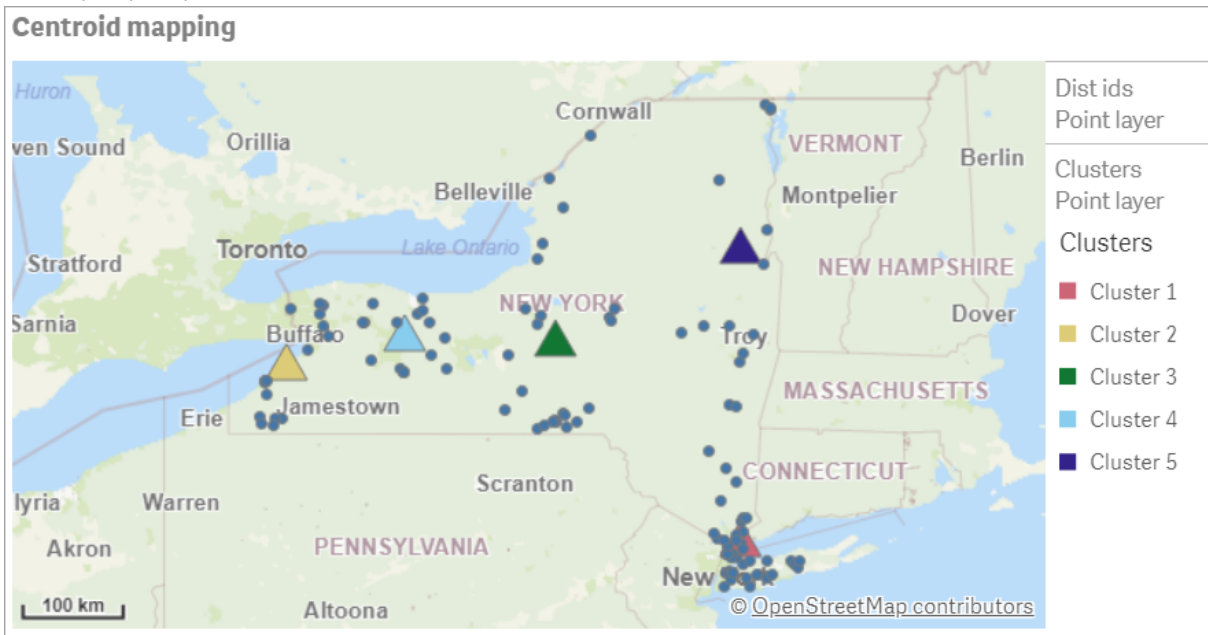 Centroid mapping
Huron
Cornwall
ven Sound
Orillia
VERMONT
Berlin
Belleville
Montpelier
Toronto
Lake Ontario
Stratford
NEW HAMPSHIRE
NEW YORK
Sarnia
Buffalo
Troy
Dover
MASSACHUSETTS
Erie
Jamestown
CONNECTICUT
Scranton
lyria
Warren
Akron
PENNSYLVANIA
New York
100 km
Altoona
© OpenStreetMap contributors
Dist ids
Point layer
Clusters
Point layer
Clusters
Cluster 1
Cluster 2
Cluster 3
Cluster 4
Cluster 5